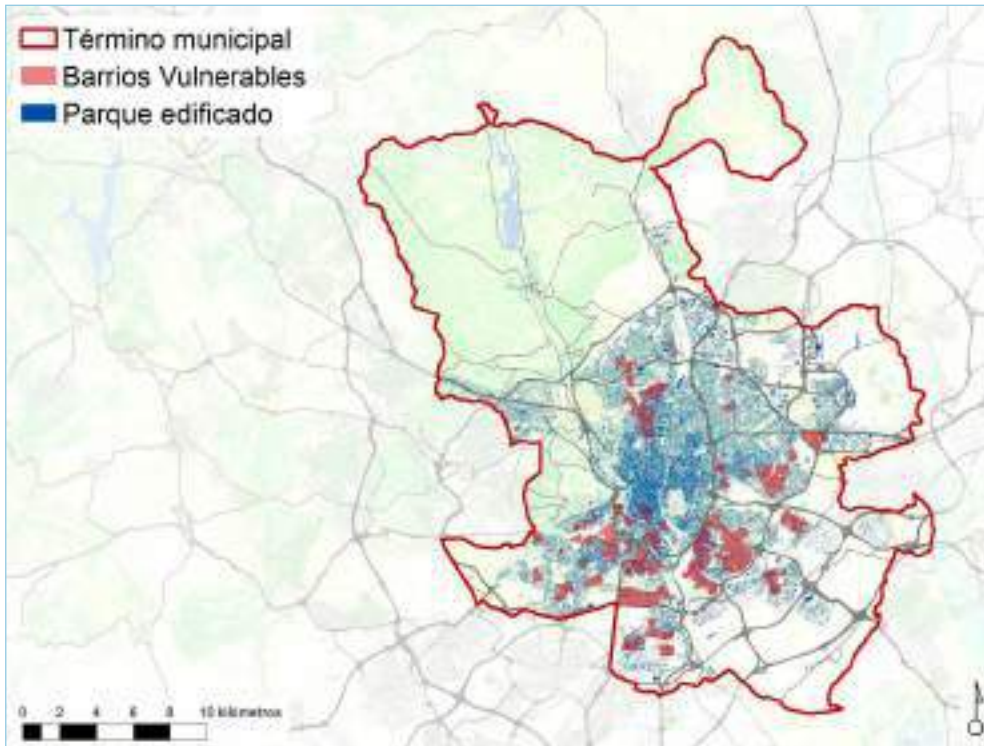 Término municipal
Barrios Vulnerables
Parque edificado
0 2 4 6 8 10 kilómetros